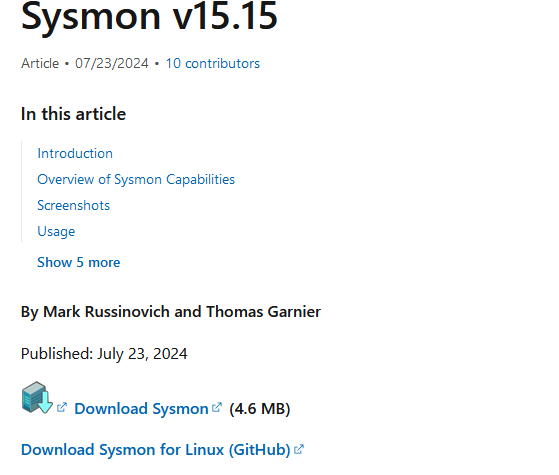 Sysmon v15.15
Article • 07/23/2024 • 10 contributors
In this article
Introduction
Overview of Sysmon Capabilities
Screenshots
Usage
Show 5 more
By Mark Russinovich and Thomas Garnier
Published: July 23, 2024
Download Sysmon (4.6 MB)
Download Sysmon for Linux (GitHub)